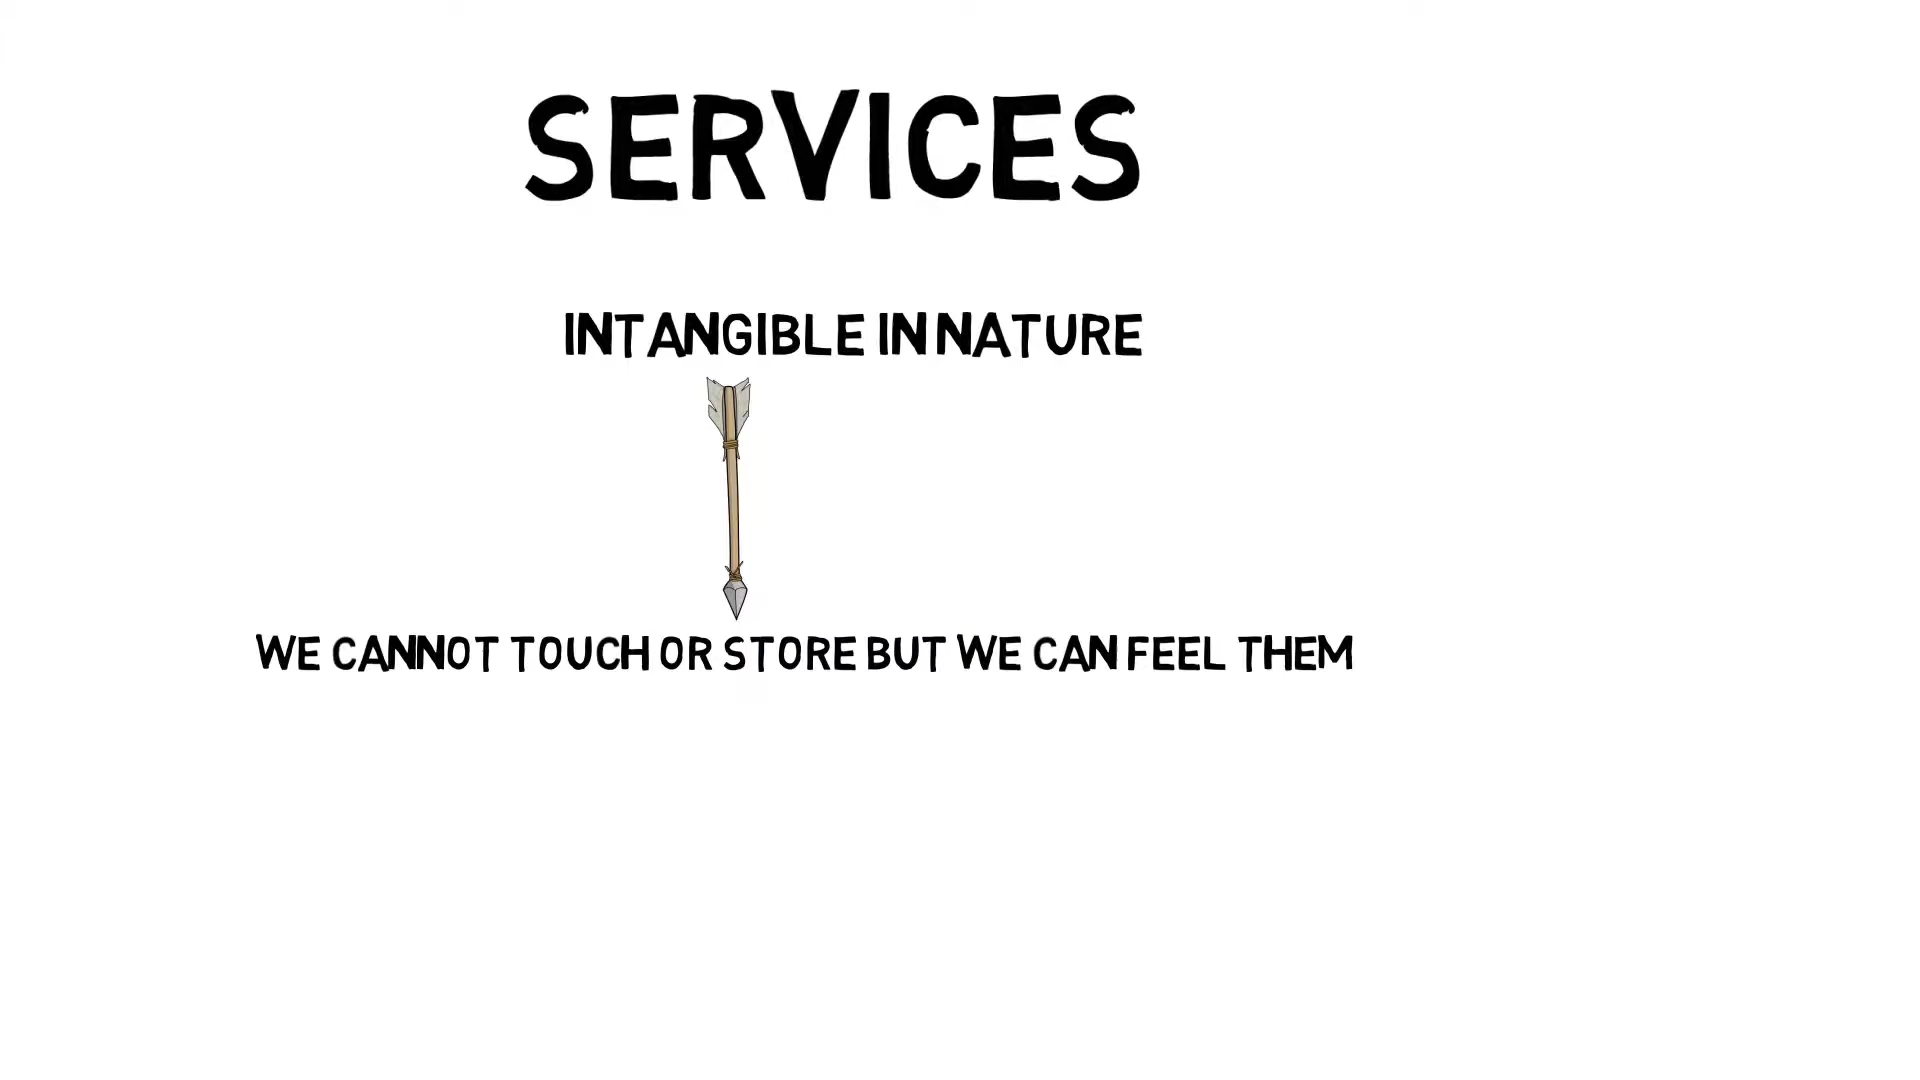 SERVICES
INTANGIBLE IN NATURE
WE CANNOT TOUCH OR STORE BUT WE CAN FEEL THEM